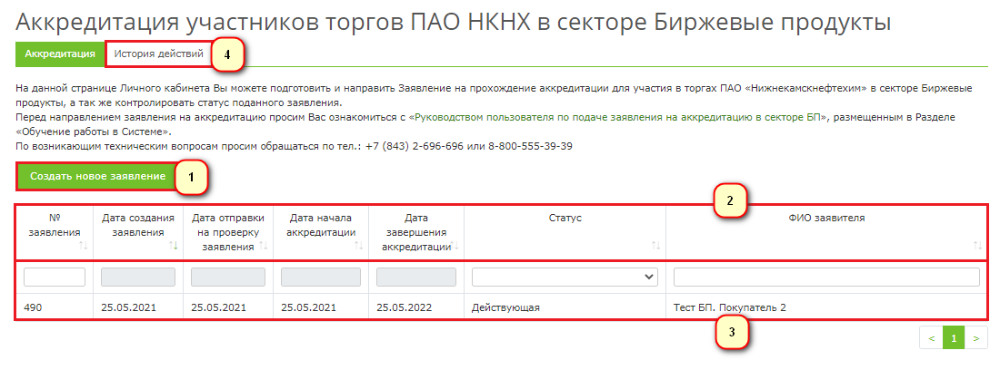 Аккредитация участников торгов ПАО НКНХ в секторе Биржевые продукты
Аккредитация История действий 4
На данной странице Личного кабинета Вы можете подготовить и направить Заявление на прохождение аккредитации для участия в торгах ПАО «Нижнекамскнефтехим» в секторе Биржевые
продукты, а так же контролировать статус поданного заявления.
Перед направлением заявления на аккредитацию просим Вас ознакомиться с «Руководством пользователя по подаче заявления на аккредитацию в секторе БП», размещенным в Разделе
«Обучение работы в Системе».
По возникающим техническим вопросам просим обращаться по тел.: +7 (843) 2-696-696 или 8-800-555-39-39
Создать новое заявление 1
2
№ заявления
Дата создания заявления
Дата отправки на проверку заявления
Дата начала аккредитации
Дата завершения аккредитации
Статус
ФИО заявителя
490 25.05.2021 25.05.2021 25.05.2021 25.05.2022 Действующая Тест БП. Покупатель 2
3
< 1 >